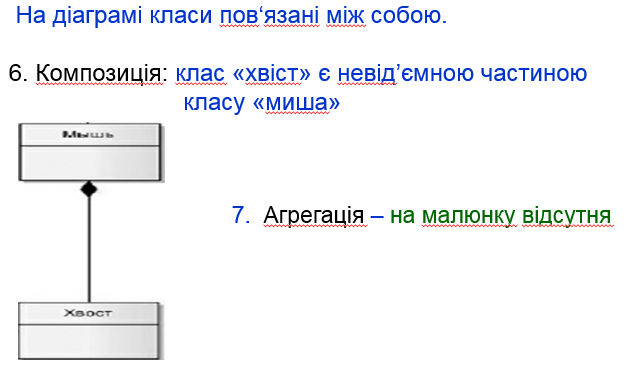 На діаграмі класи пов‘язані між собою.
6. Композиція: клас «хвіст» є невід’ємною частиною
класу «миша»
Мышь
7. Агрегація – на малюнку відсутня
Хвост